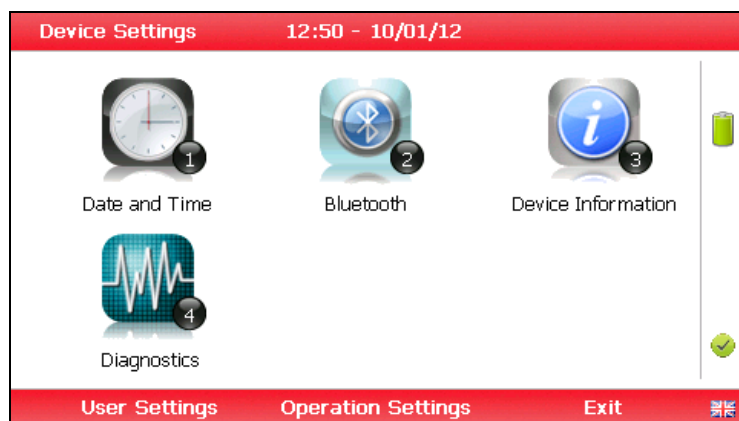 Device Settings 12:50 - 10/01/12
1 2 3
Date and Time Bluetooth Device Information
4
Diagnostics
User Settings Operation Settings Exit